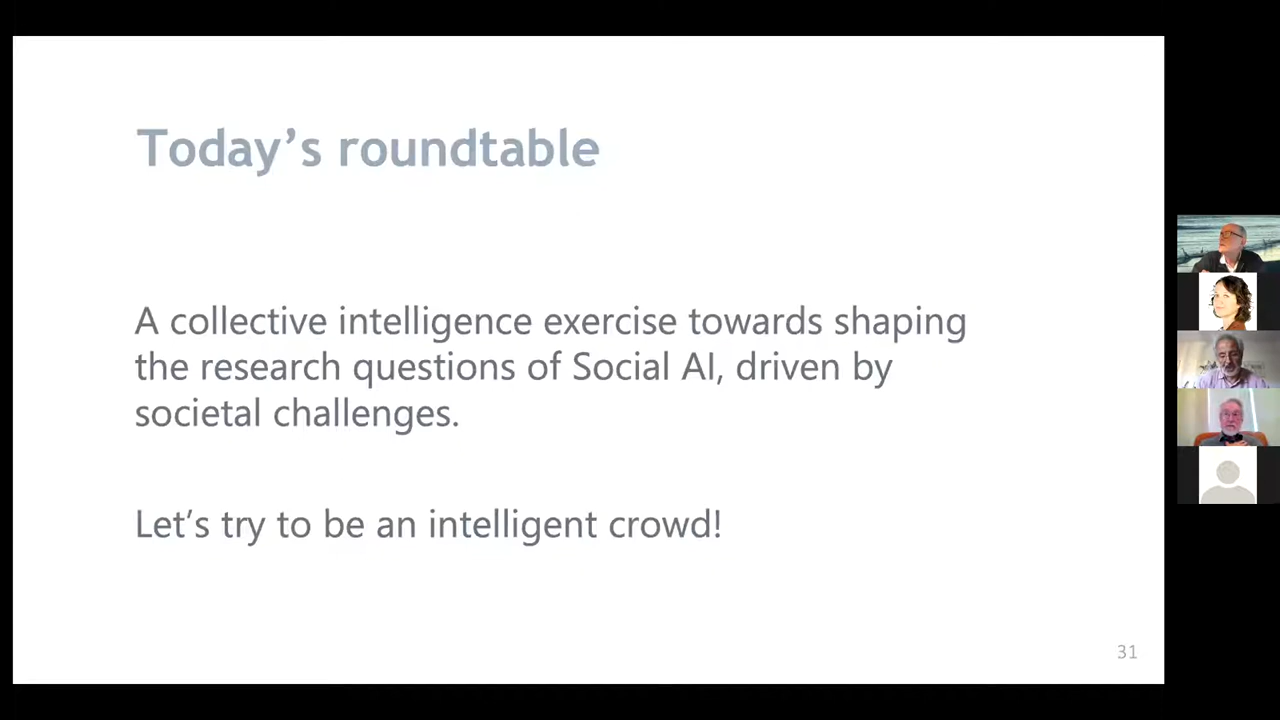 Today’s roundtable
A collective intelligence exercise towards shaping
the research questions of Social AI, driven by
societal challenges.
Let’s try to be an intelligent crowd!
31